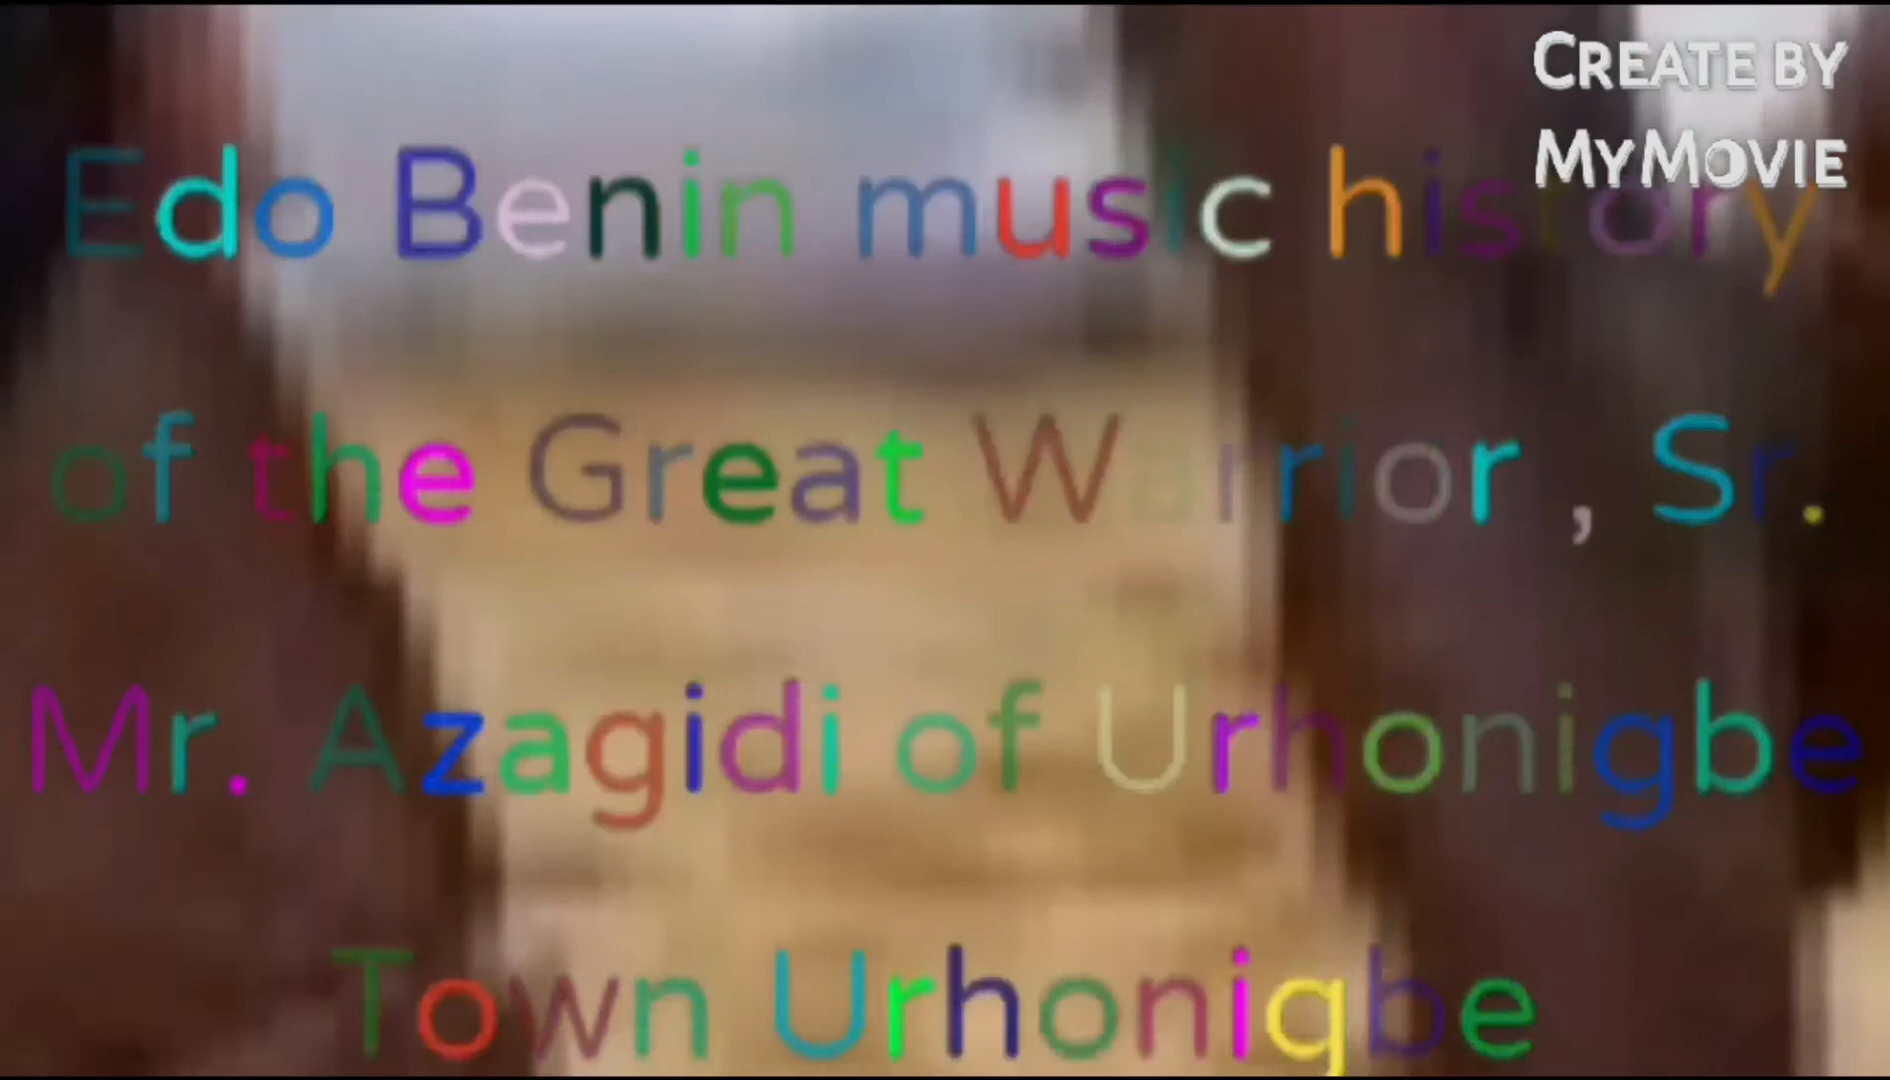 CREATE BY
MYMOVIE
Edo Benin music history
of the Great Warrior , Sr.
Mr. Azagidi of Urhonigbe
Town Urhonigbe